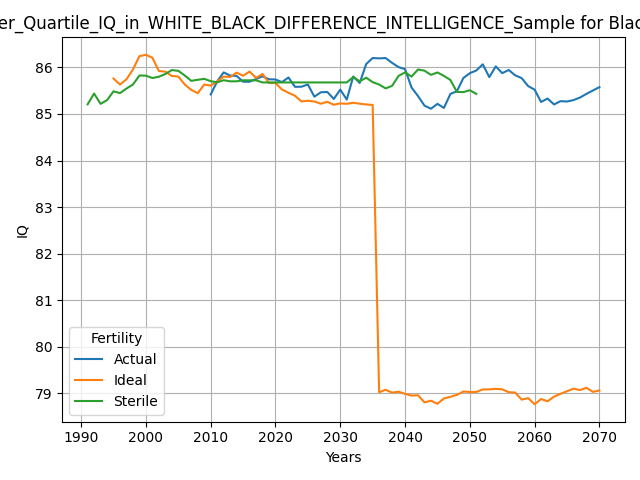 er_Quartile_IQ_in_WHITE_BLACK_DIFFERENCE_INTELLIGENCE_Sample for Blac
IQ
86
85
84
83
82
81
80
79
Fertility
Actual
Ideal
Sterile
1990 2000 2010 2020 2030 2040 2050 2060 2070
Years